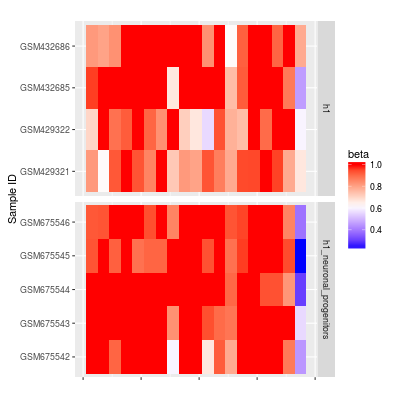 GSM432686
GSM432685
GSM429322
GSM429321
h1
GSM675546
GSM675545
GSM675544
GSM675543
GSM675542
h1_neuronal_progenitors
Sample ID
beta
1.0
0.8
0.6
0.4